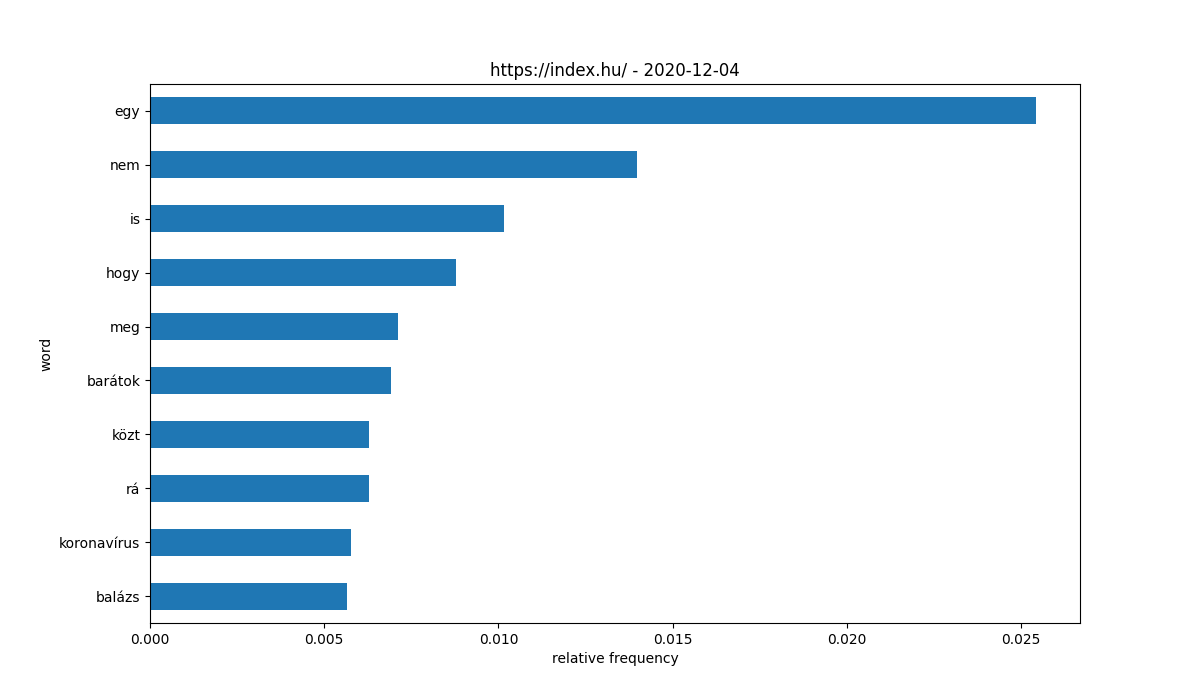 https://index.hu/ - 2020-12-04
egy
nem
is
hogy
meg
barátok
közt
rá
koronavírus
balázs
word
0.000 0.005 0.010 0.015 0.020 0.025
relative frequency